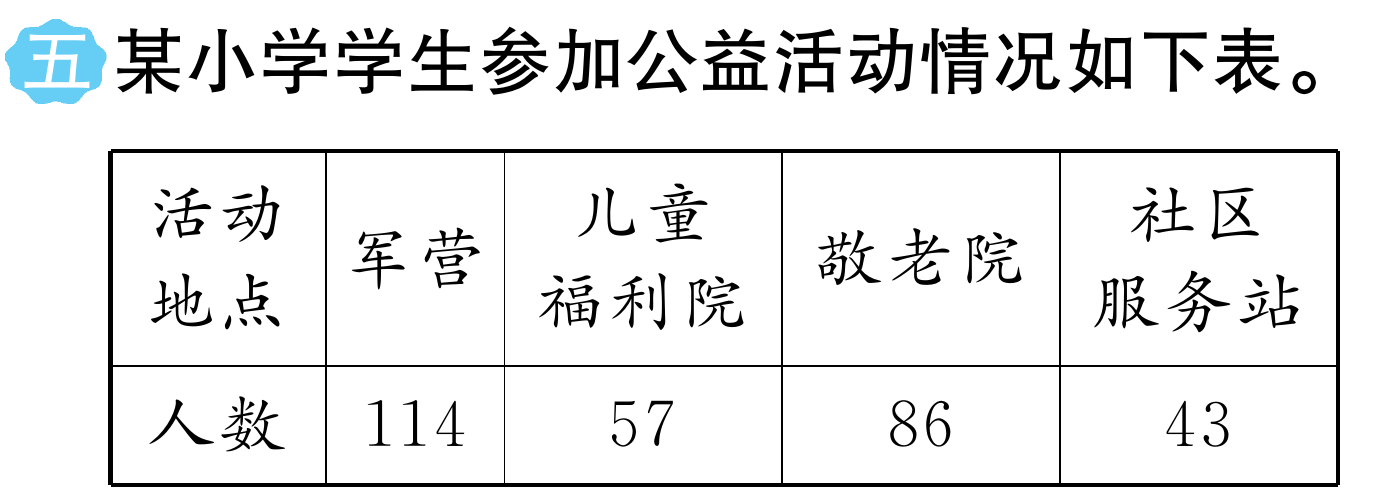 五 某小学学生参加公益活动情况如下表。
活动地点 军营 儿童福利院 敬老院 社区服务站
人数 114 57 86 43